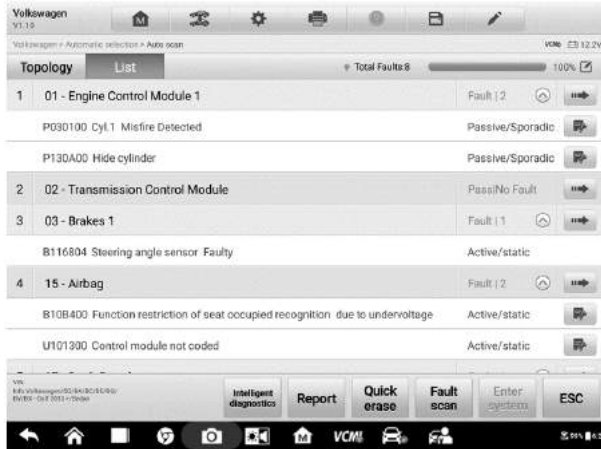 Volkswagen
V1.10
Volkswagen > Automatic selection > Auto scan
VCMI 12.2V
Topology List Total Faults:8 100%
1 01 - Engine Control Module 1 Fault | 2
P030100 Cyl.1 Misfire Detected Passive/Sporadic
P130A00 Hide cylinder Passive/Sporadic
2 02 - Transmission Control Module Pass|No Fault
3 03 - Brakes 1 Fault | 1
B116804 Steering angle sensor Faulty Active/static
4 15 - Airbag Fault | 2
B10B400 Function restriction of seat occupied recognition due to undervoltage Active/static
U101300 Control module not coded Active/static
VIN:
Intelligent diagnostics
Report
Quick erase
Fault scan
Enter system
ESC
VCMI